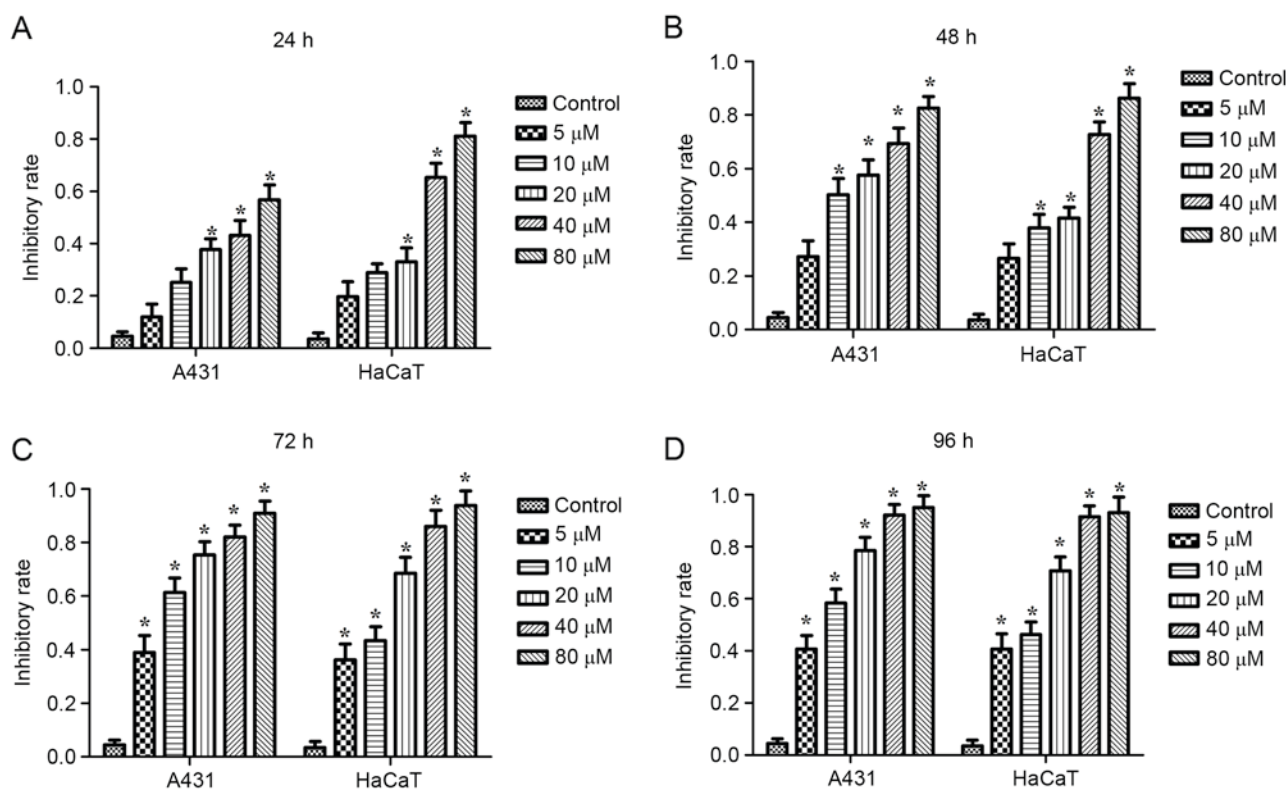 A
24 h
Inhibitory rate
1.0
0.8
0.6
0.4
0.2
0.0
* * * * * *
A431
HaCaT
Control
5 μM
10 μM
20 μM
40 μM
80 μM
B
48 h
Inhibitory rate
1.0
0.8
0.6
0.4
0.2
0.0
* * * * * * * *
A431
HaCaT
Control
5 μM
10 μM
20 μM
40 μM
80 μM
C
72 h
Inhibitory rate
1.0
0.8
0.6
0.4
0.2
0.0
* * * * * * * * * *
A431
HaCaT
Control
5 μM
10 μM
20 μM
40 μM
80 μM
D
96 h
Inhibitory rate
1.0
0.8
0.6
0.4
0.2
0.0
* * * * * * * * * *
A431
HaCaT
Control
5 μM
10 μM
20 μM
40 μM
80 μM